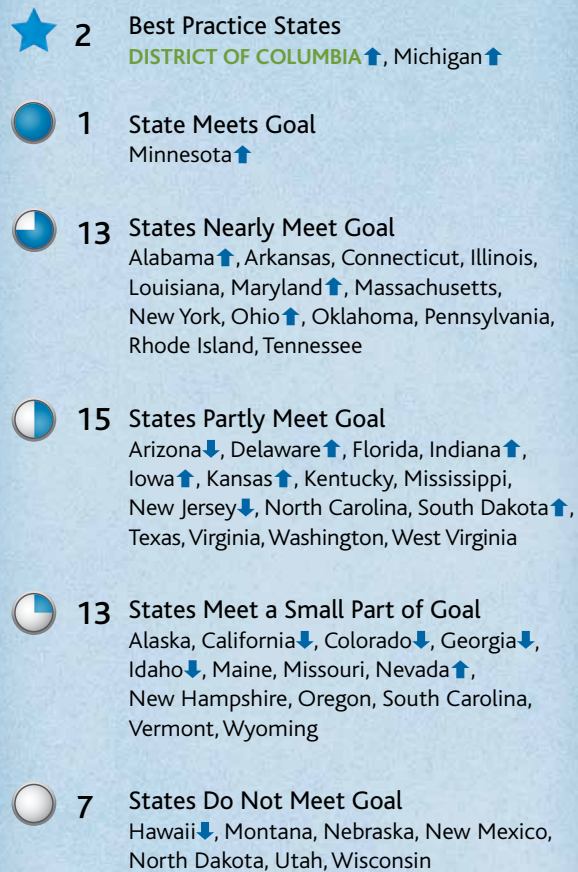 2 Best Practice States
DISTRICT OF COLUMBIA⬆, Michigan⬆
1 State Meets Goal
Minnesota⬆
13 States Nearly Meet Goal
Alabama⬆, Arkansas, Connecticut, Illinois,
Louisiana, Maryland⬆, Massachusetts,
New York, Ohio⬆, Oklahoma, Pennsylvania,
Rhode Island, Tennessee
15 States Partly Meet Goal
Arizona⬇, Delaware⬆, Florida, Indiana⬆,
Iowa⬆, Kansas⬆, Kentucky, Mississippi,
New Jersey⬇, North Carolina, South Dakota⬆,
Texas, Virginia, Washington, West Virginia
13 States Meet a Small Part of Goal
Alaska, California⬇, Colorado⬇, Georgia⬇,
Idaho⬇, Maine, Missouri, Nevada⬆,
New Hampshire, Oregon, South Carolina,
Vermont, Wyoming
7 States Do Not Meet Goal
Hawaii⬇, Montana, Nebraska, New Mexico,
North Dakota, Utah, Wisconsin